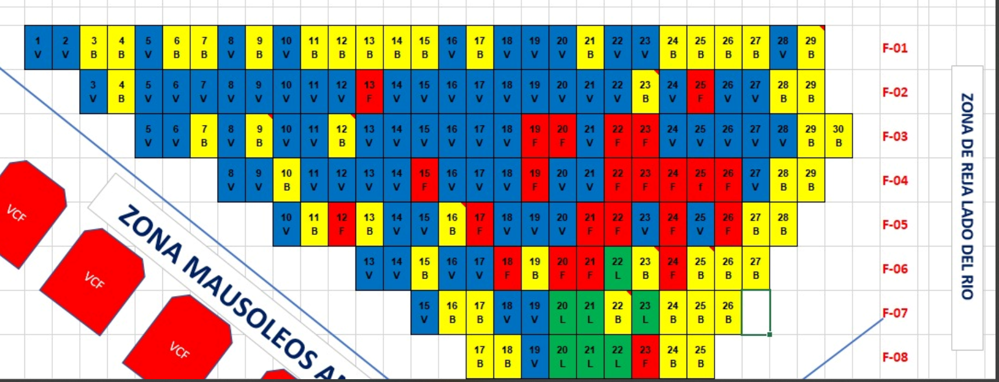 1 2 3 4 5 6 7 8 9 10 11 12 13 14 15 16 17 18 19 20 21 22 23 24 25 26 27 28 29
V V B B V B B V B V B B B B B V B V V V B V V B B B B V B
F-01
3 4 5 6 7 8 9 10 11 12 13 14 15 16 17 18 19 20 21 22 23 24 25 26 27 28 29
V B V V V V V V V V F V V V V V V V V V B V F V V B B
F-02
5 6 7 8 9 10 11 12 13 14 15 16 17 18 19 20 21 22 23 24 25 26 27 28 29 30
V V B V B V V B V V V V V V F F V F F V V V V V B B
F-03
8 9 10 11 12 13 14 15 16 17 18 19 20 21 22 23 24 25 26 27 28 29
V V B V V V V F V V V F V V F F F f F V B B
F-04
10 11 12 13 14 15 16 17 18 19 20 21 22 23 24 25 26 27 28
V B F B V V B F V V V F F V F V F B B
F-05
13 14 15 16 17 18 19 20 21 22 23 24 25 26 27
V V B V V F B F F L B F B B B
F-06
15 16 17 18 19 20 21 22 23 24 25 26
V B B V V L L B L B B B
F-07
17 18 19 20 21 22 23 24 25
B B V L L L F B B
F-08
VCF
VCF
VCF
ZONA MAUSOLEOS
ZONA DE REJA LADO DEL RIO